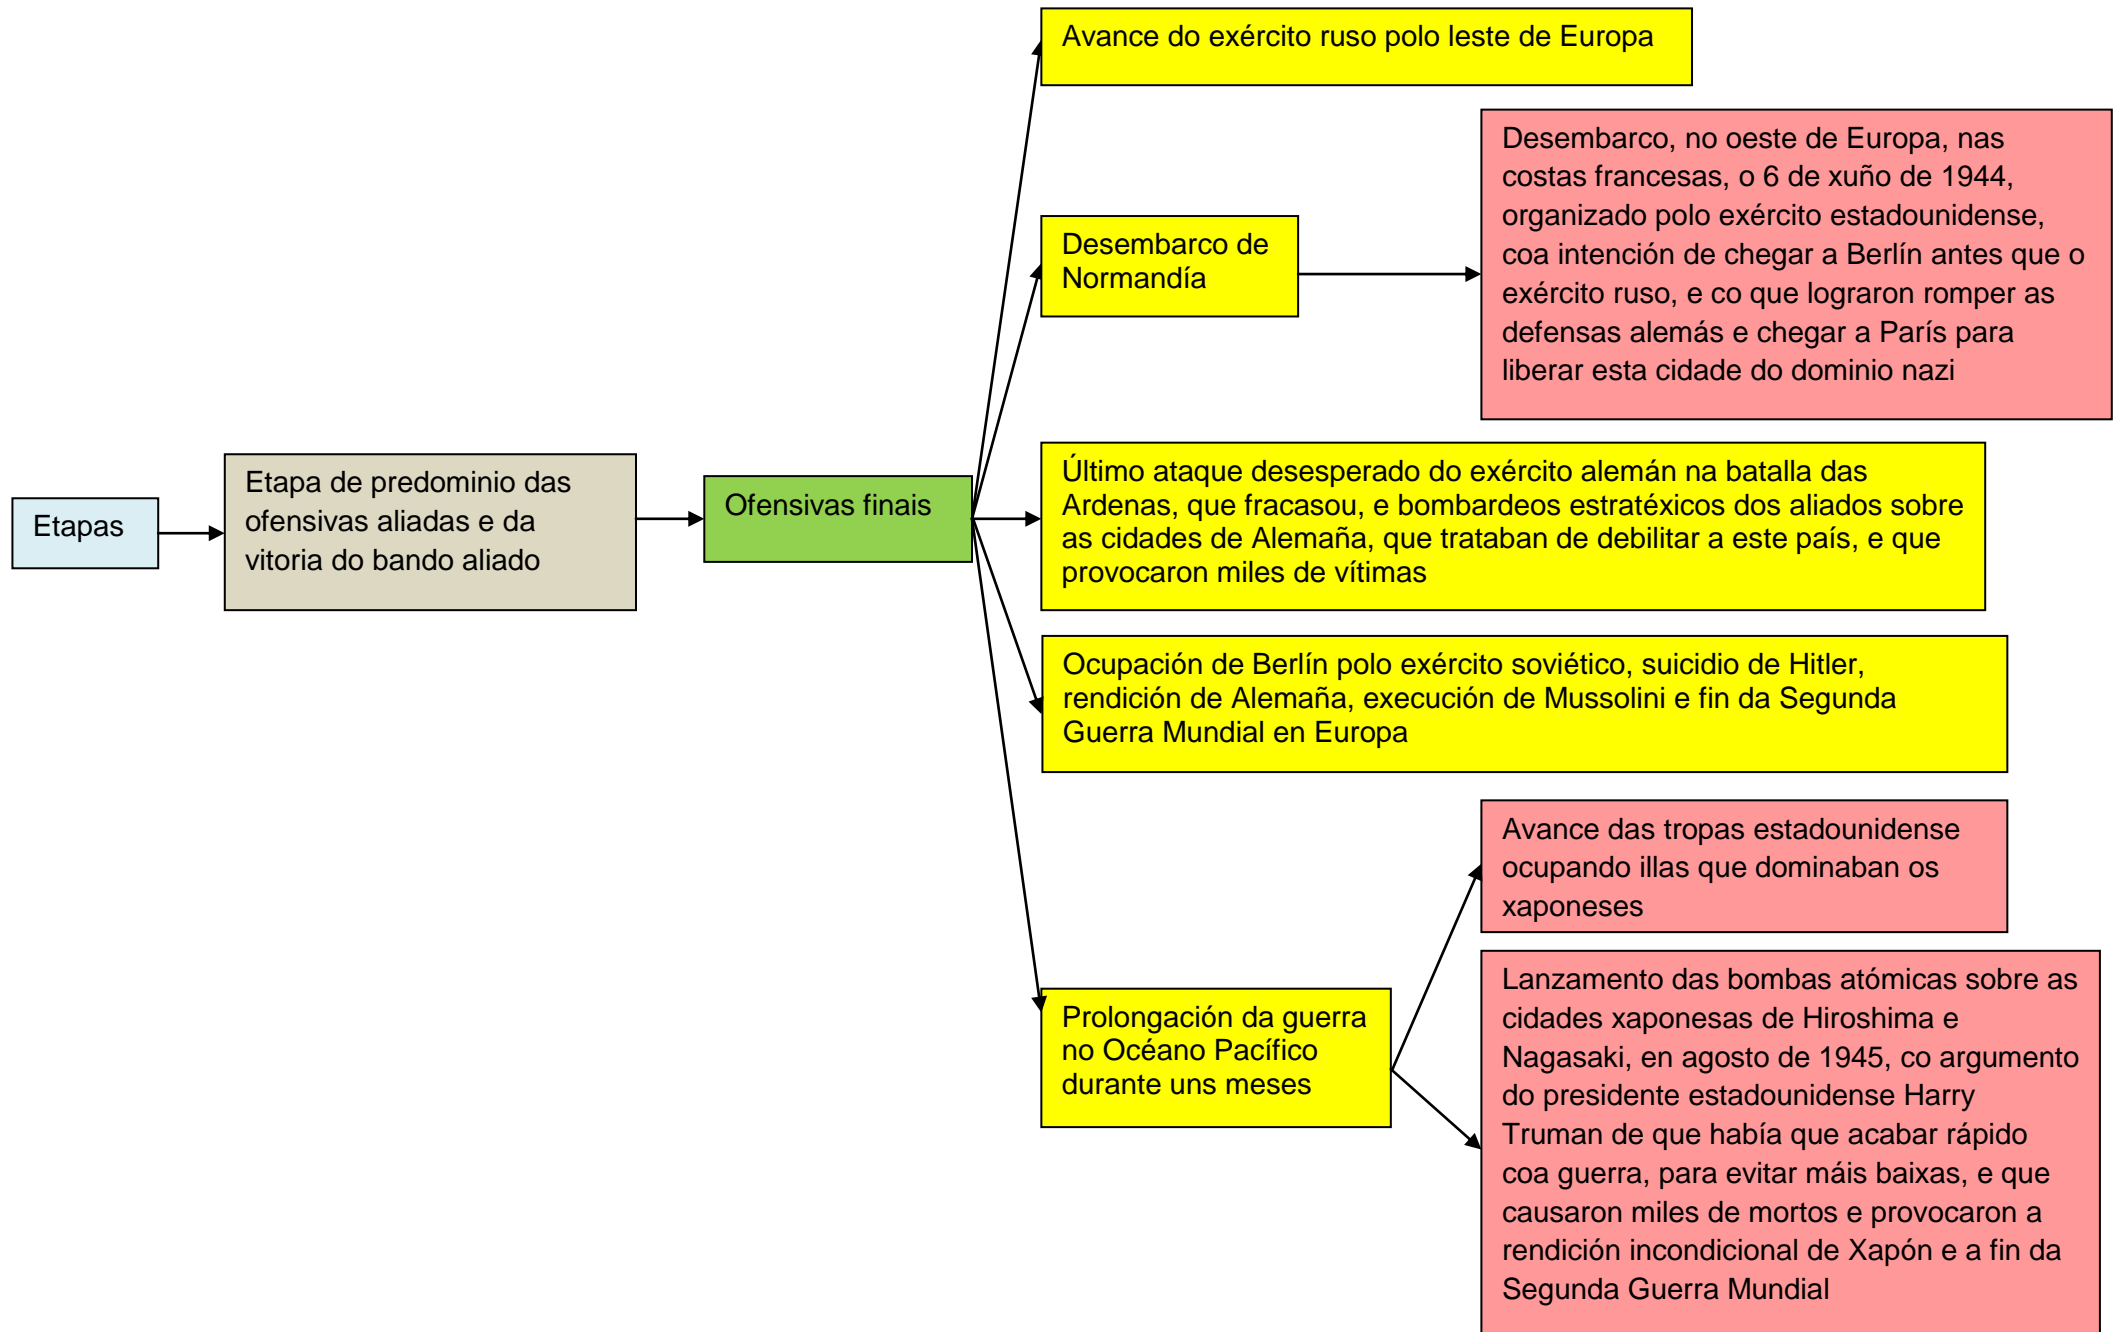 Etapas
Etapa de predominio das
ofensivas aliadas e da
vitoria do bando aliado
Ofensivas finais
Avance do exército ruso polo leste de Europa
Desembarco de
Normandía
Desembarco, no oeste de Europa, nas
costas francesas, o 6 de xuño de 1944,
organizado polo exército estadounidense,
coa intención de chegar a Berlín antes que o
exército ruso, e co que lograron romper as
defensas alemás e chegar a París para
liberar esta cidade do dominio nazi
Último ataque desesperado do exército alemán na batalla das
Ardenas, que fracasou, e bombardeos estratéxicos dos aliados sobre
as cidades de Alemaña, que trataban de debilitar a este país, e que
provocaron miles de vítimas
Ocupación de Berlín polo exército soviético, suicidio de Hitler,
rendición de Alemaña, execución de Mussolini e fin da Segunda
Guerra Mundial en Europa
Prolongación da guerra
no Océano Pacífico
durante uns meses
Avance das tropas estadounidense
ocupando illas que dominaban os
xaponeses
Lanzamento das bombas atómicas sobre as
cidades xaponesas de Hiroshima e
Nagasaki, en agosto de 1945, co argumento
do presidente estadounidense Harry
Truman de que había que acabar rápido
coa guerra, para evitar máis baixas, e que
causaron miles de mortos e provocaron a
rendición incondicional de Xapón e a fin da
Segunda Guerra Mundial